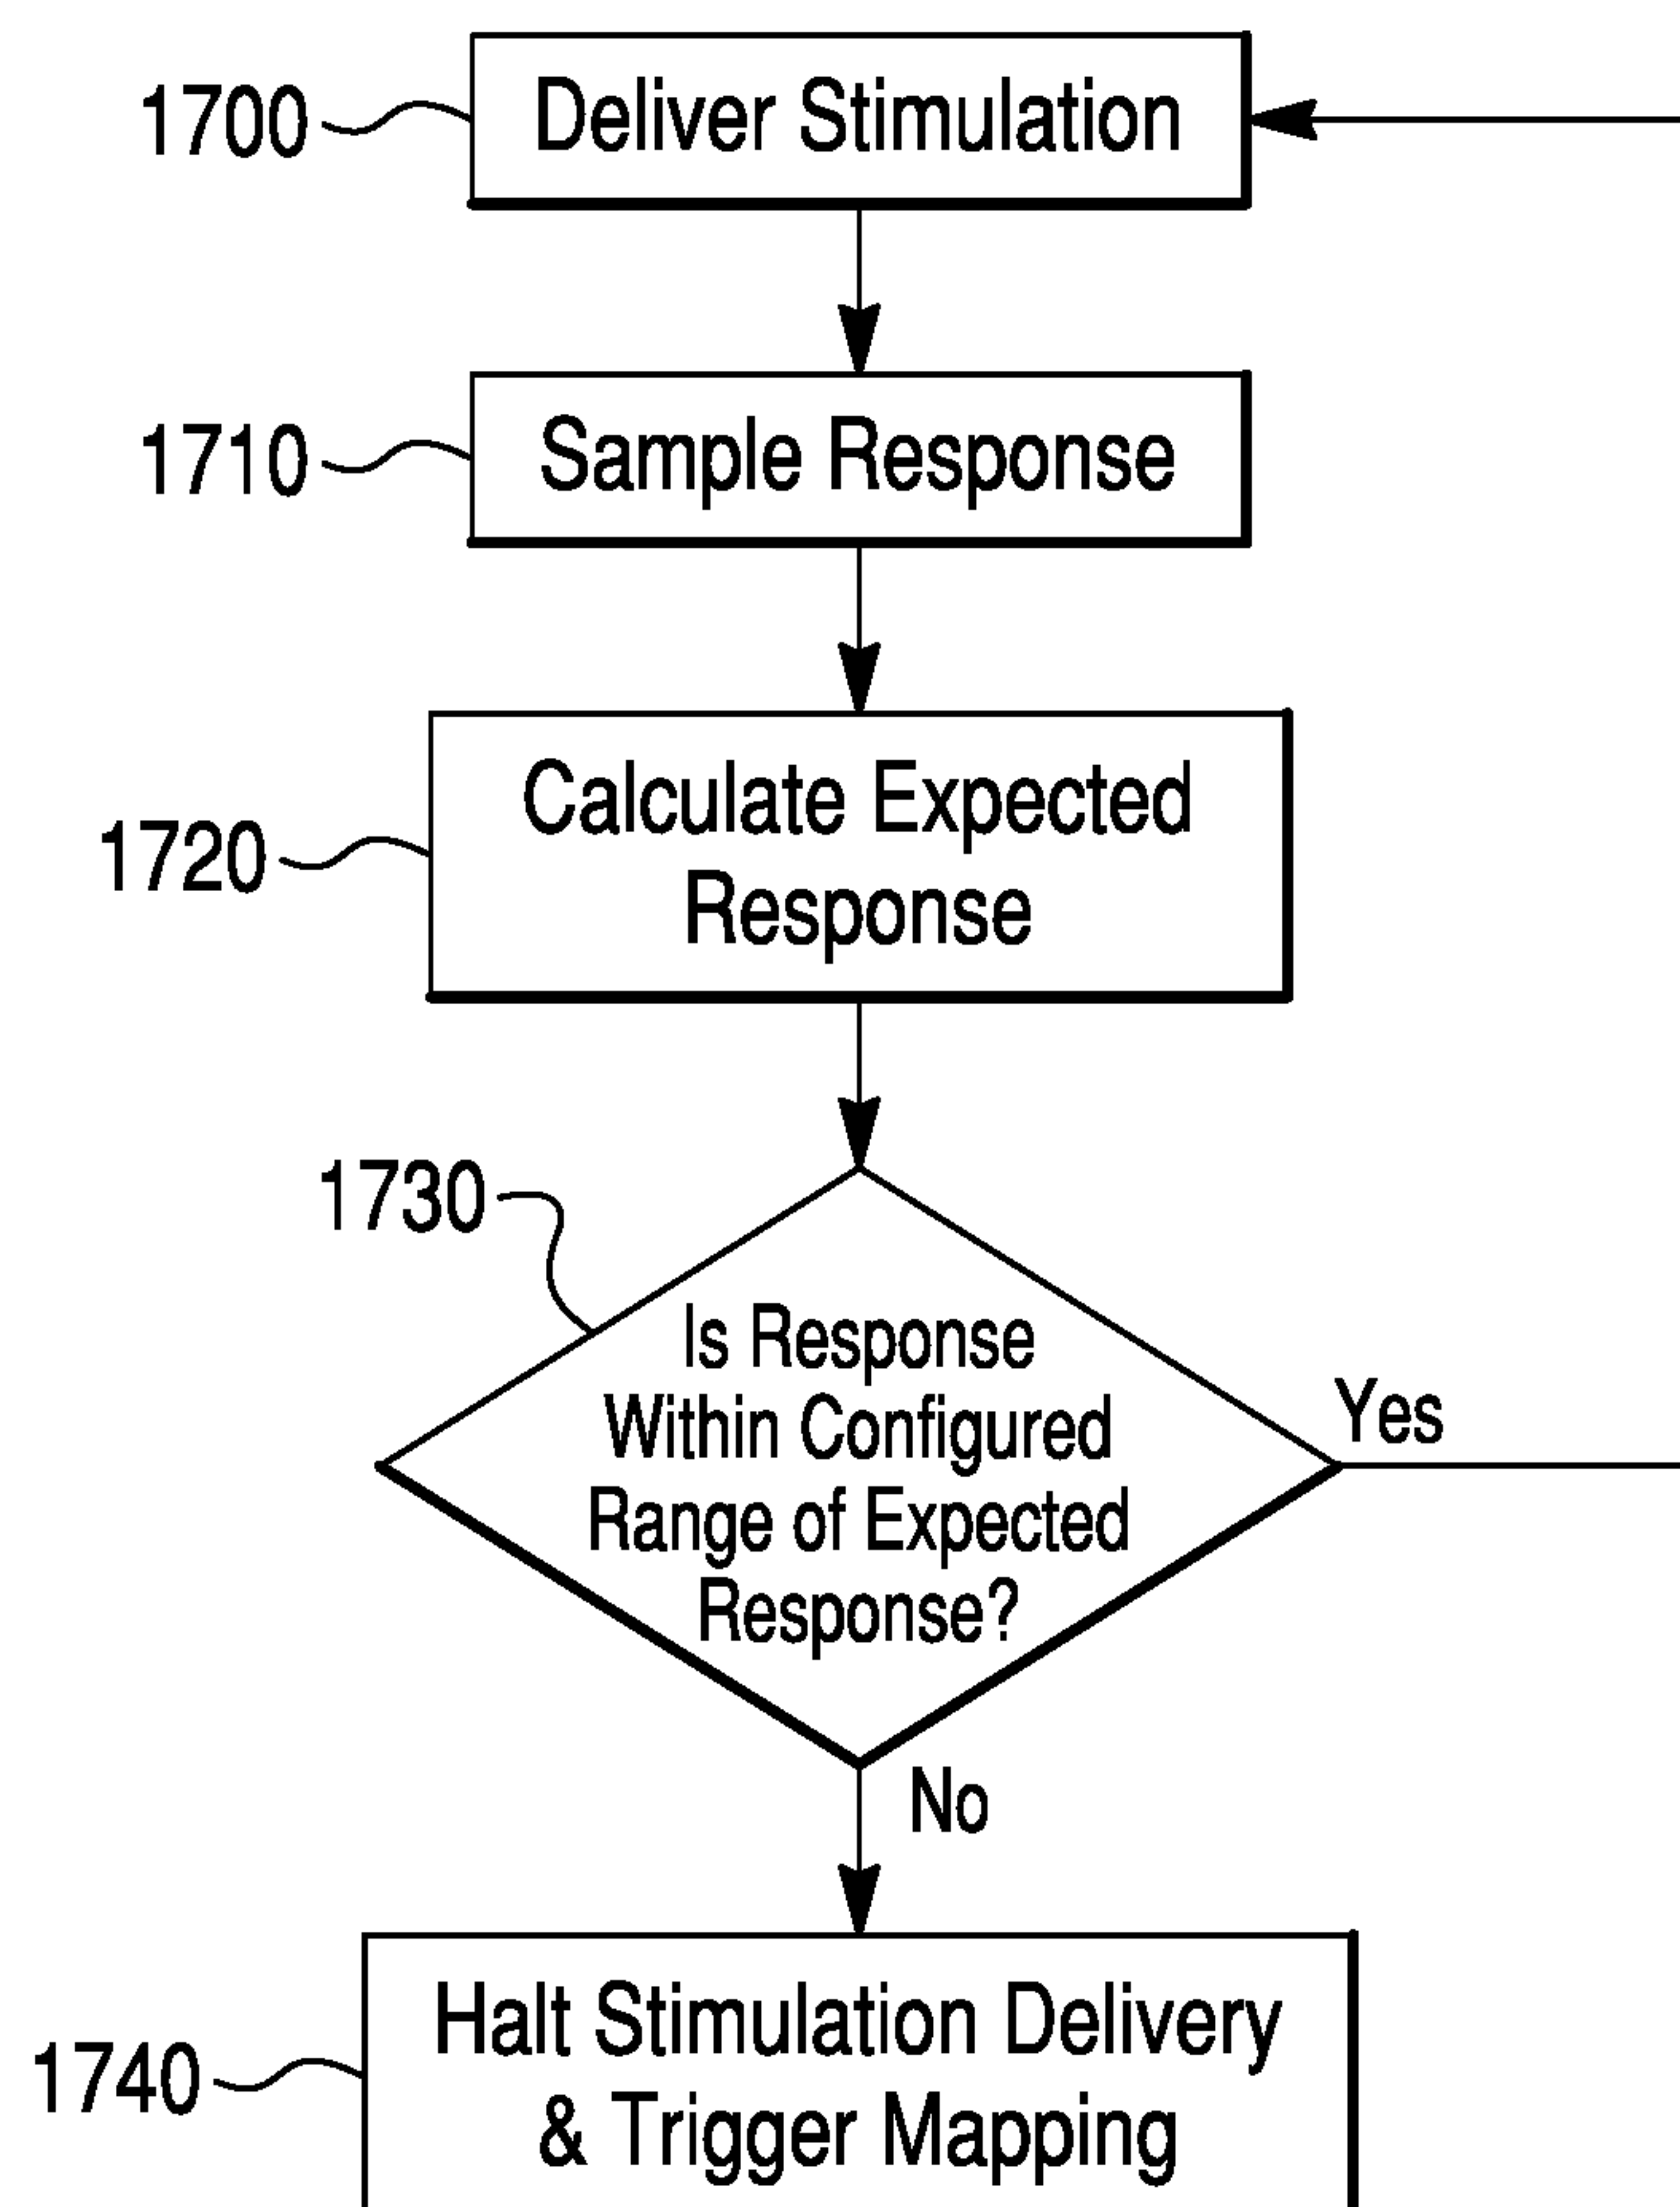 1700
Deliver Stimulation
1710
Sample Response
1720
Calculate Expected
Response
1730
Is Response
Within Configured
Range of Expected
Response?
Yes
No
1740
Halt Stimulation Delivery
& Trigger Mapping